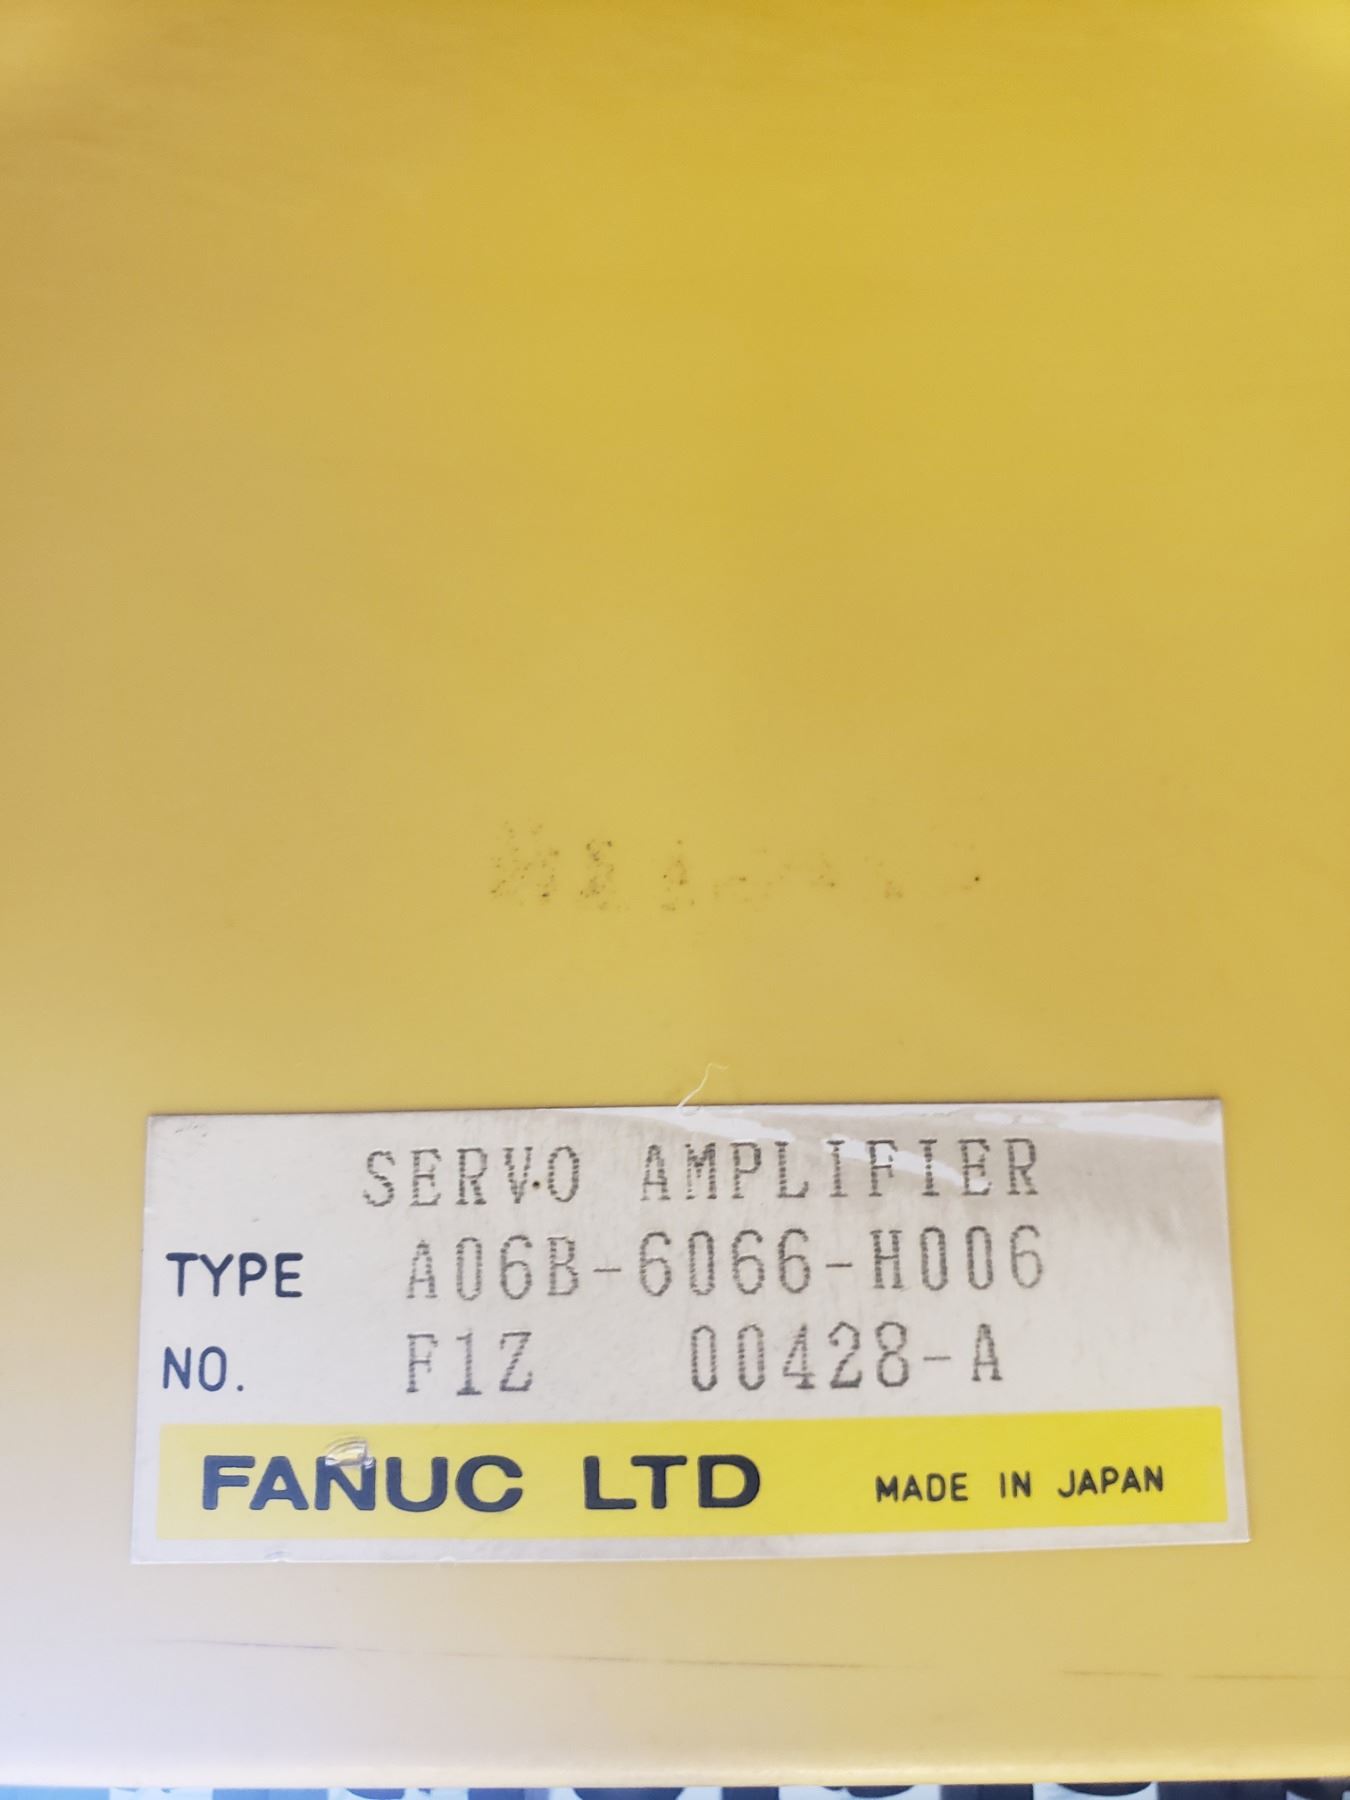 SERVO AMPLIFIER
TYPE A06B-6066-H006
NO. F1Z 00428-A
FANUC LTD MADE IN JAPAN